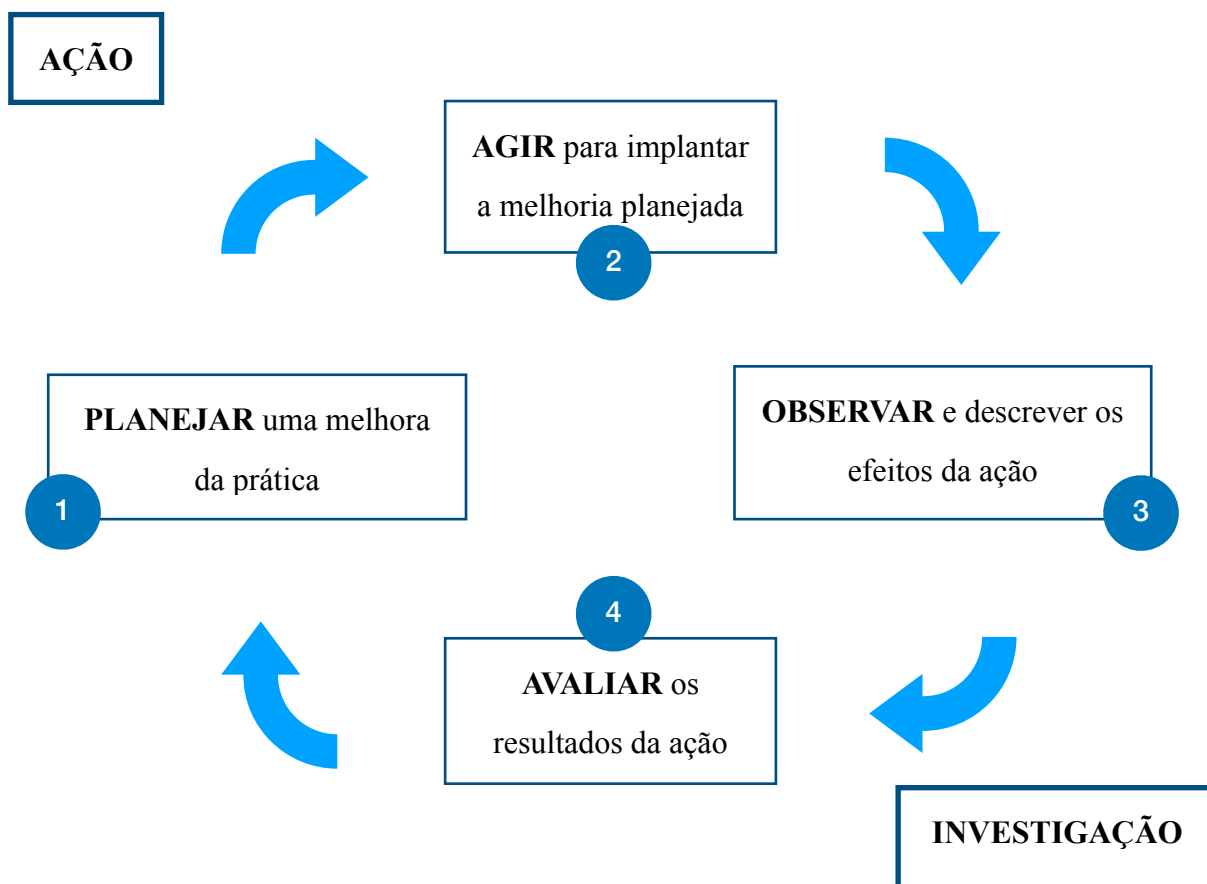 AÇÃO
AGIR para implantar
a melhoria planejada
2
PLANEJAR uma melhora
da prática
1
OBSERVAR e descrever os
efeitos da ação
3
4
AVALIAR os
resultados da ação
INVESTIGAÇÃO